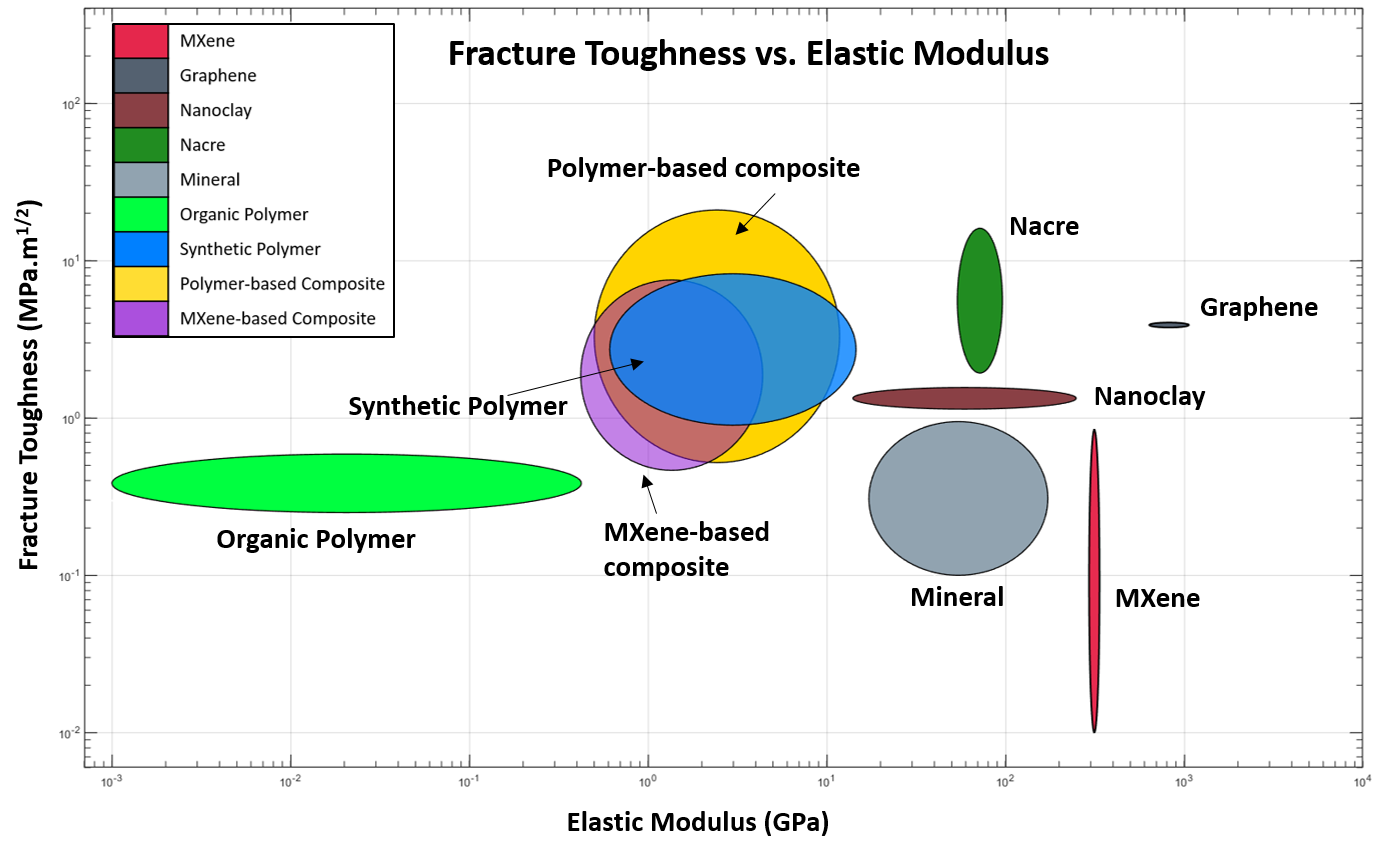 Fracture Toughness vs. Elastic Modulus
MXene
Graphene
Nanoclay
Nacre
Mineral
Organic Polymer
Synthetic Polymer
Polymer-based Composite
MXene-based Composite
Polymer-based composite
Nacre
Graphene
Nanoclay
Synthetic Polymer
Organic Polymer
MXene-based
composite
Mineral
MXene
Fracture Toughness (MPa.m^1/2)
10^2
10^1
10^0
10^-1
10^-2
10^-3
10^-2
10^-1
10^0
10^1
10^2
10^3
10^4
Elastic Modulus (GPa)